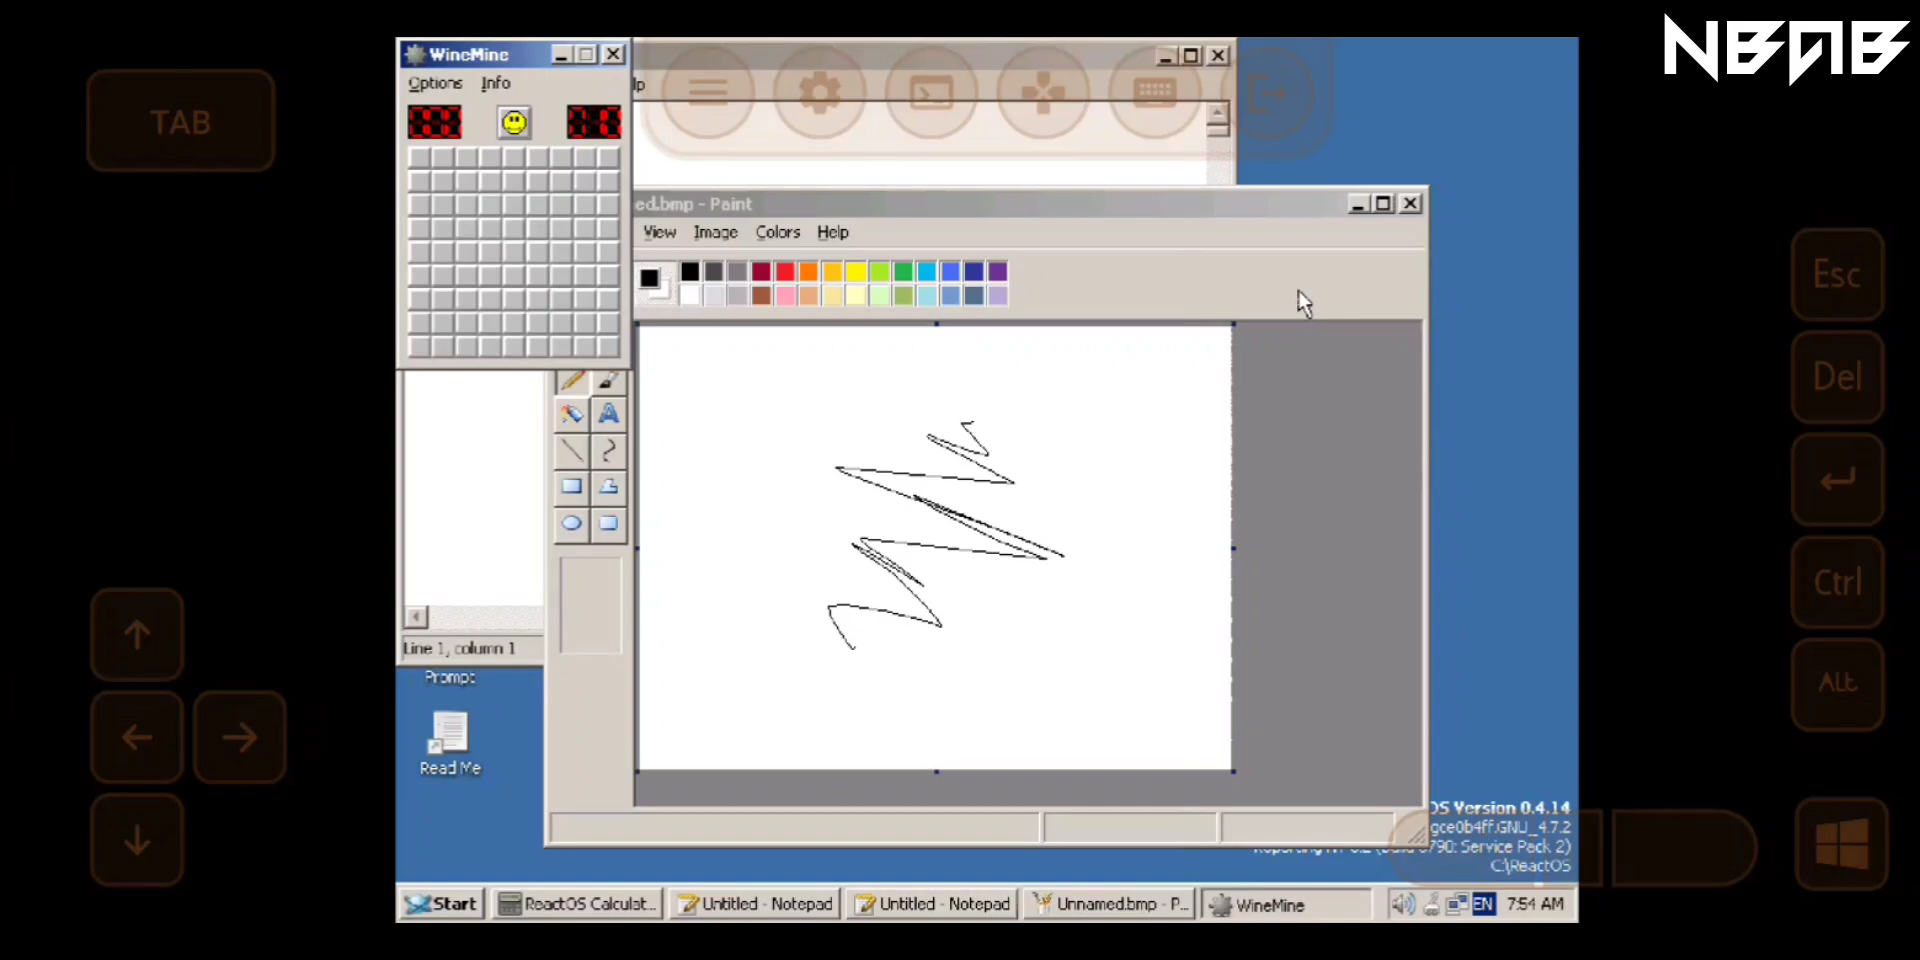 NBAB
TAB
WineMine
Options Info
lp
ed.bmp - Paint
View Image Colors Help
Esc
Del
Ctrl
Alt
Line 1, column 1
Prompt
Read Me
OS Version 0.4.14
gce0b4ff.GNU_4.7.2
790: Service Pack 2)
C:\ReactOS
Start ReactOS Calculat... Untitled - Notepad Untitled - Notepad Unnamed.bmp - P... WineMine EN 7:54 AM